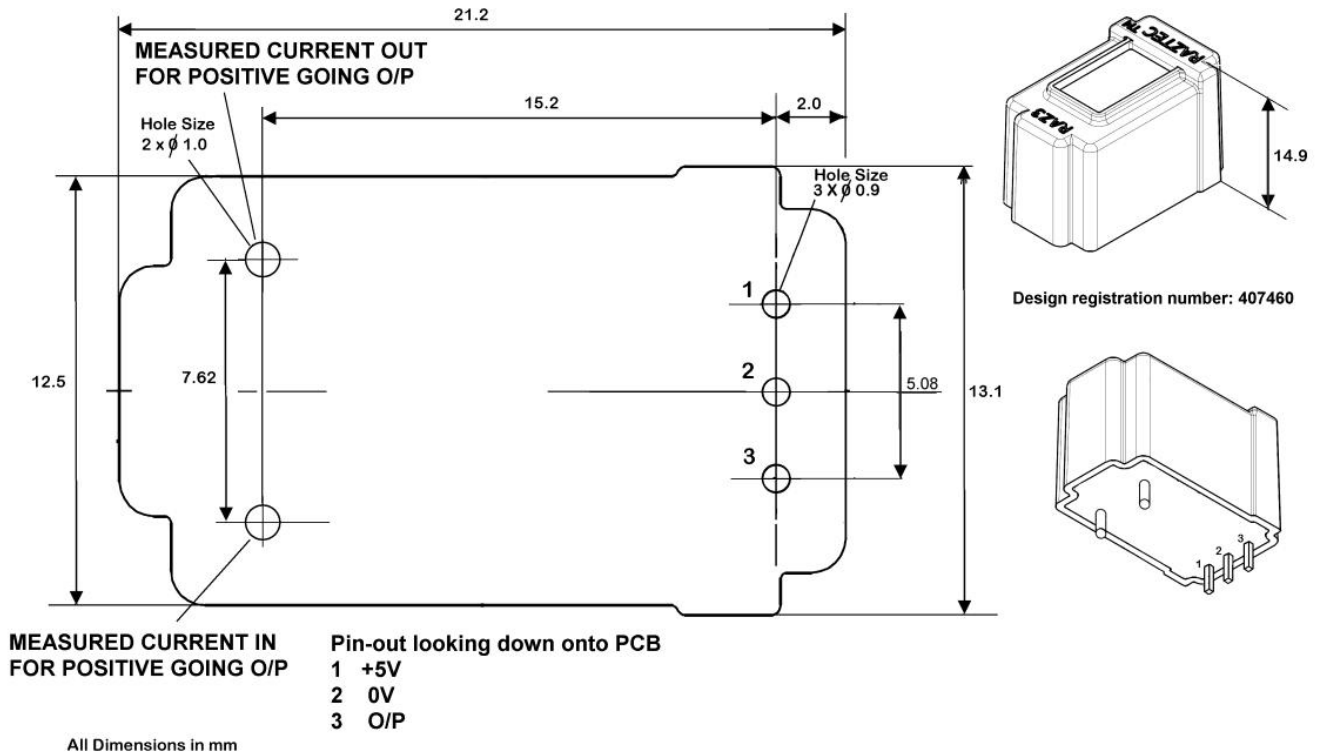 21.2
MEASURED CURRENT OUT
FOR POSITIVE GOING O/P
15.2
2.0
Hole Size
2 x ϕ 1.0
Hole Size
3 X ϕ 0.9
1
2
3
12.5
7.62
5.08
13.1
MEASURED CURRENT IN
FOR POSITIVE GOING O/P
Pin-out looking down onto PCB
1 +5V
2 0V
3 O/P
All Dimensions in mm
RAZTEC TM
RAZ3
14.9
Design registration number: 407460
1
2
3